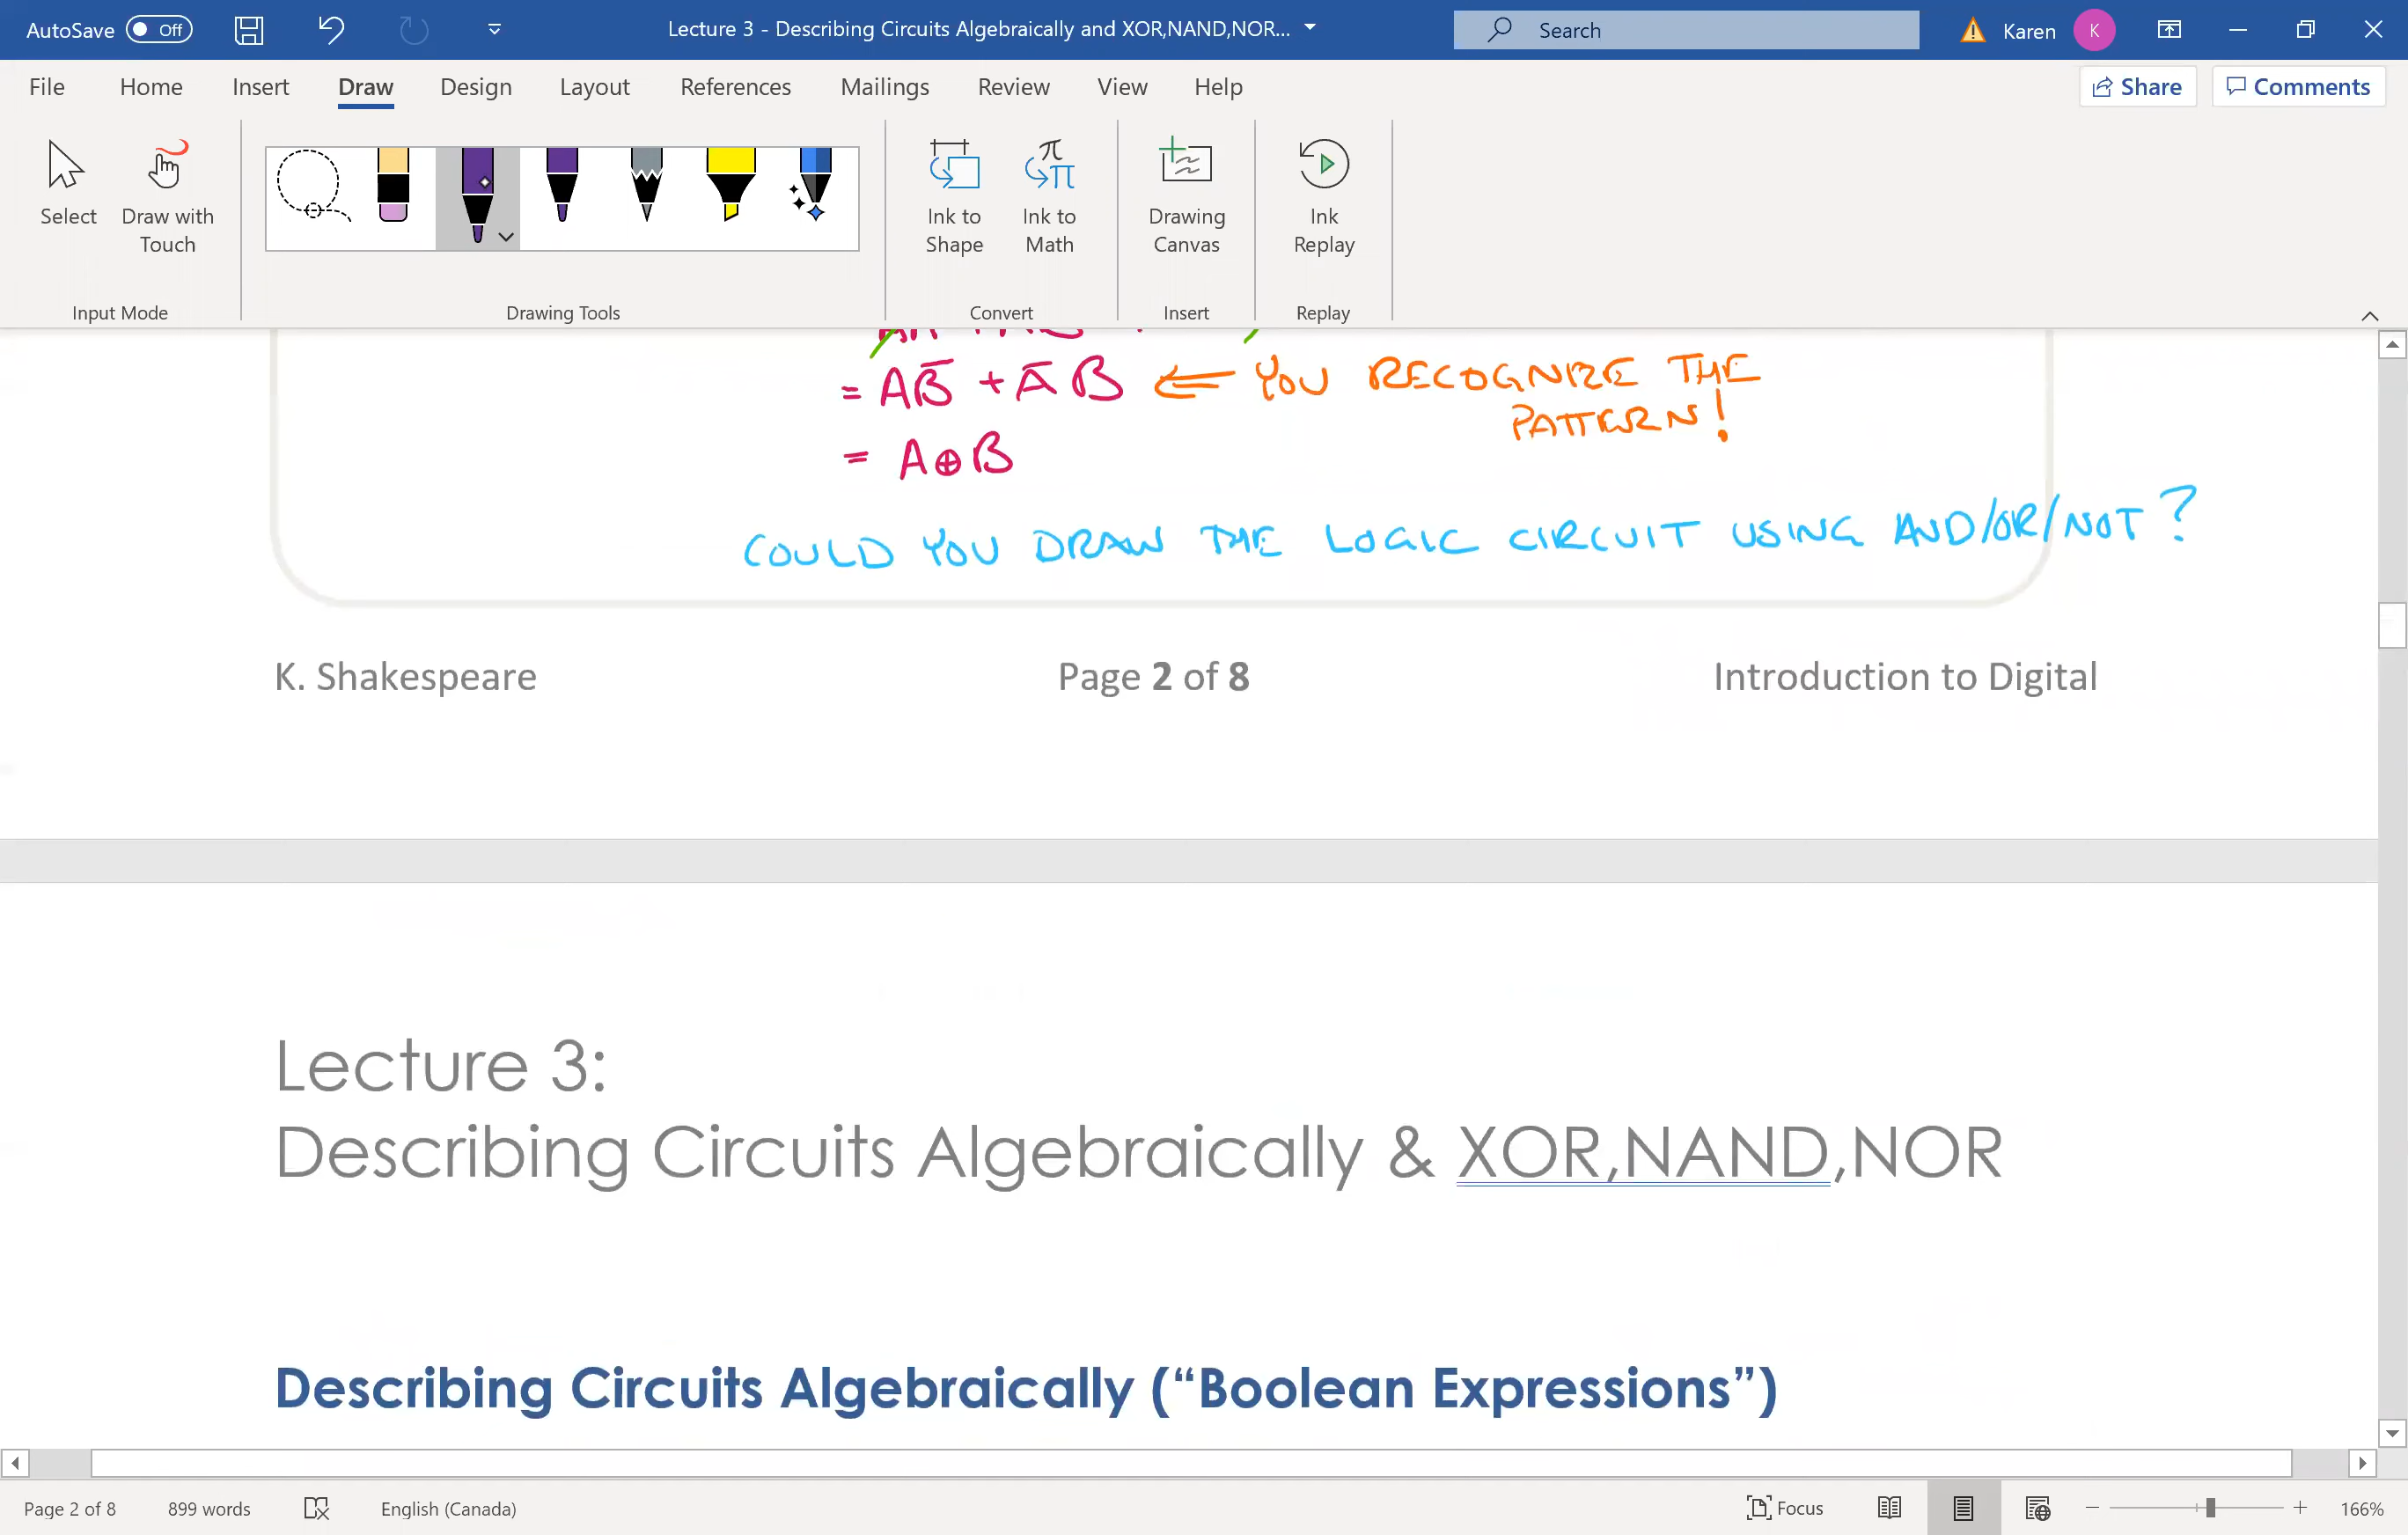 AutoSave Off Lecture 3 - Describing Circuits Algebraically and XOR,NAND,NOR... Search Karen K
File Home Insert Draw Design Layout References Mailings Review View Help Share Comments
Select Draw with Touch Ink to Shape Ink to Math Drawing Canvas Ink Replay
Input Mode Drawing Tools Convert Insert Replay
= AB̅ + A̅B ⇐ YOU RECOGNIZE THE
PATTERN!
= A⊕B
COULD YOU DRAW THE LOGIC CIRCUIT USING AND/OR/NOT?
K. Shakespeare Page 2 of 8 Introduction to Digital
Lecture 3:
Describing Circuits Algebraically & XOR,NAND,NOR
Describing Circuits Algebraically (“Boolean Expressions”)
Page 2 of 8 899 words English (Canada) Focus 166%